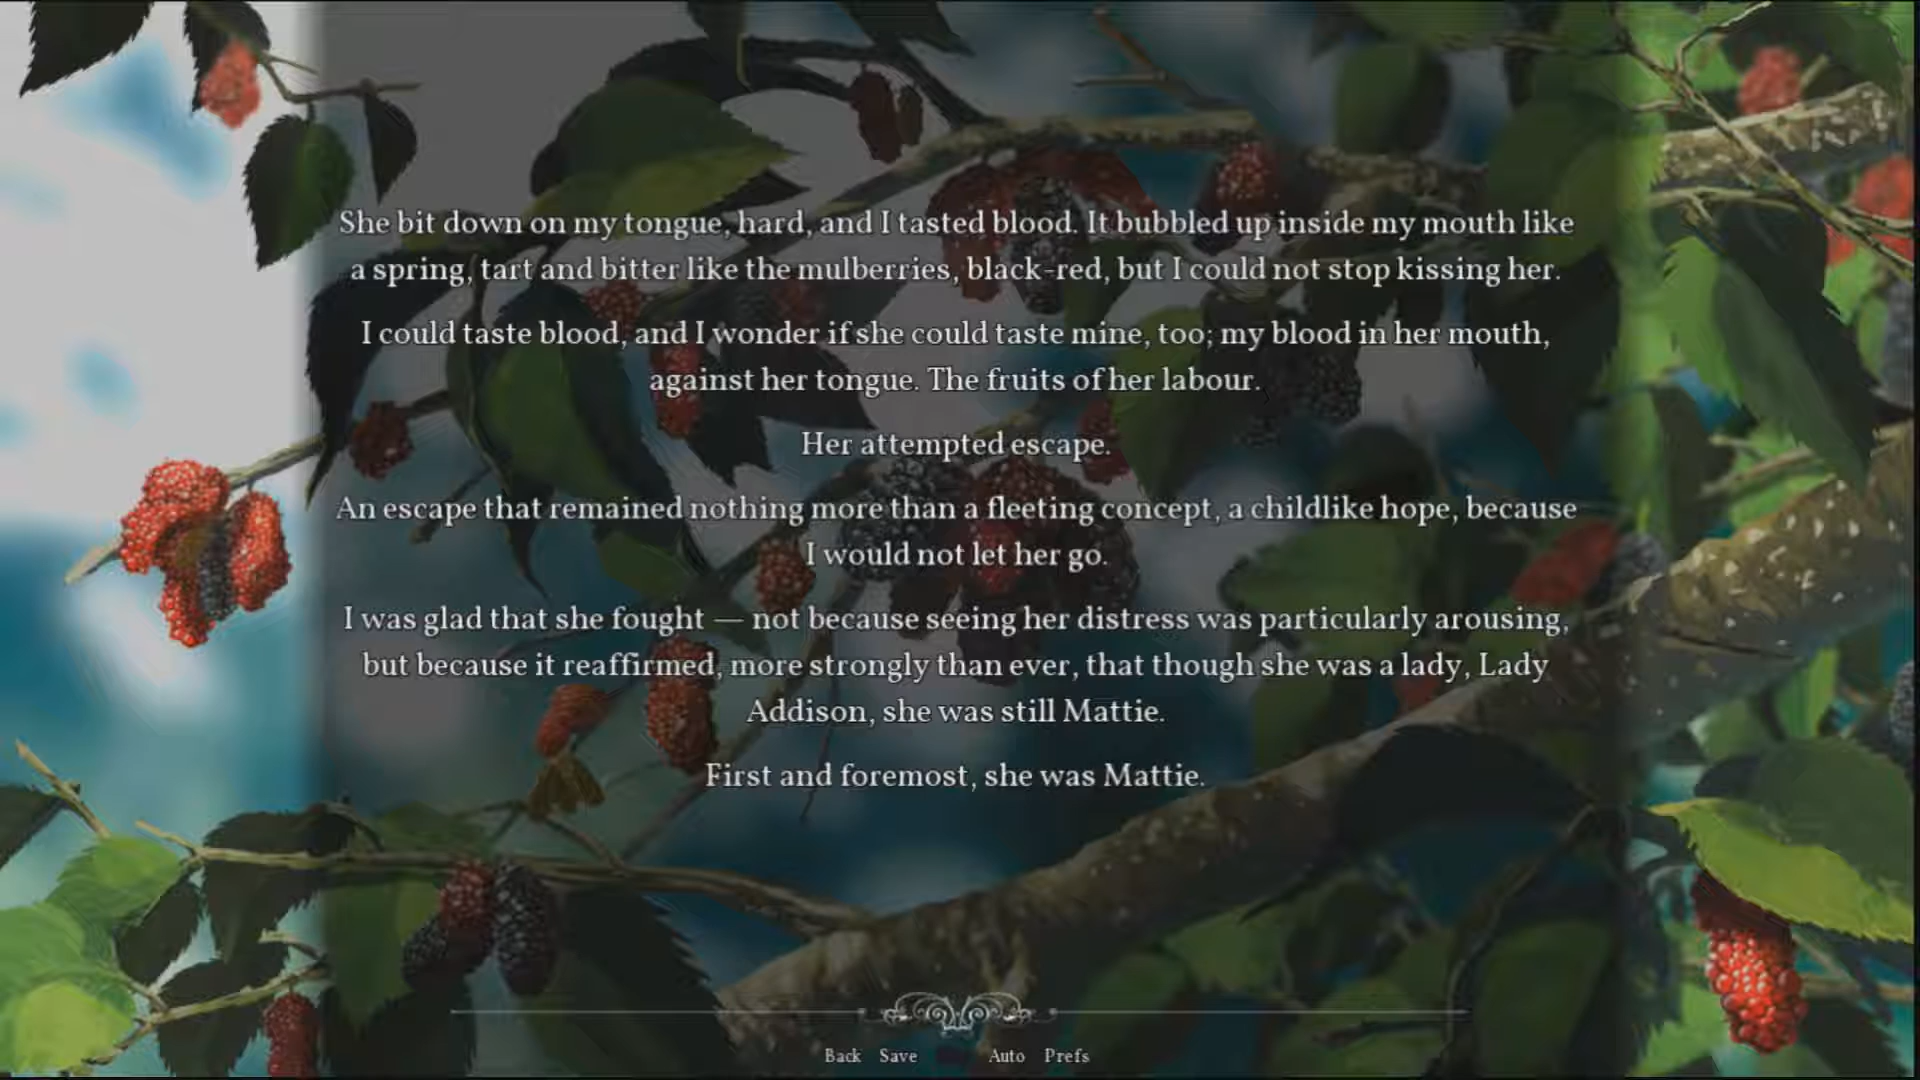 She bit down on my tongue, hard, and I tasted blood. It bubbled up inside my mouth like
a spring, tart and bitter like the mulberries, black-red, but I could not stop kissing her.
I could taste blood, and I wonder if she could taste mine, too; my blood in her mouth,
against her tongue. The fruits of her labour.
Her attempted escape.
An escape that remained nothing more than a fleeting concept, a childlike hope, because
I would not let her go.
I was glad that she fought — not because seeing her distress was particularly arousing,
but because it reaffirmed, more strongly than ever, that though she was a lady, Lady
Addison, she was still Mattie.
First and foremost, she was Mattie.
Back Save Auto Prefs